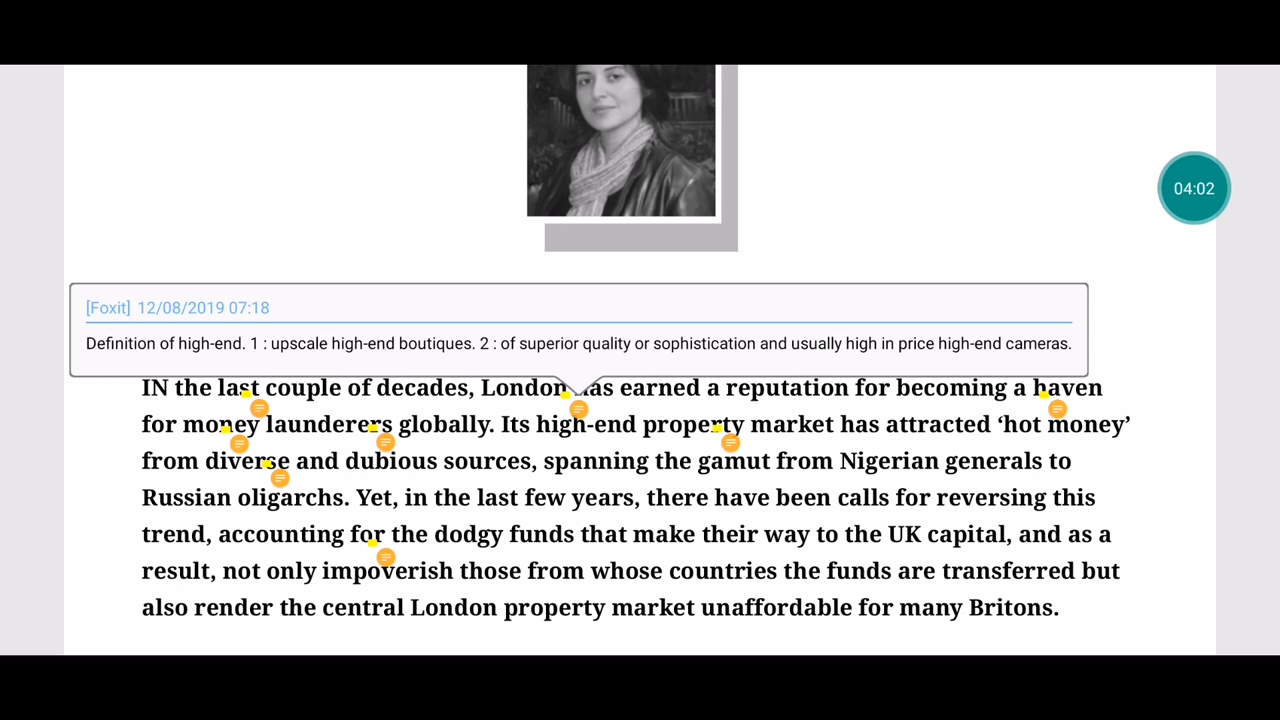 04:02
[Foxit] 12/08/2019 07:18
Definition of high-end. 1 : upscale high-end boutiques. 2 : of superior quality or sophistication and usually high in price high-end cameras.
IN the last couple of decades, London has earned a reputation for becoming a haven
for money launderers globally. Its high-end property market has attracted ‘hot money’
from diverse and dubious sources, spanning the gamut from Nigerian generals to
Russian oligarchs. Yet, in the last few years, there have been calls for reversing this
trend, accounting for the dodgy funds that make their way to the UK capital, and as a
result, not only impoverish those from whose countries the funds are transferred but
also render the central London property market unaffordable for many Britons.